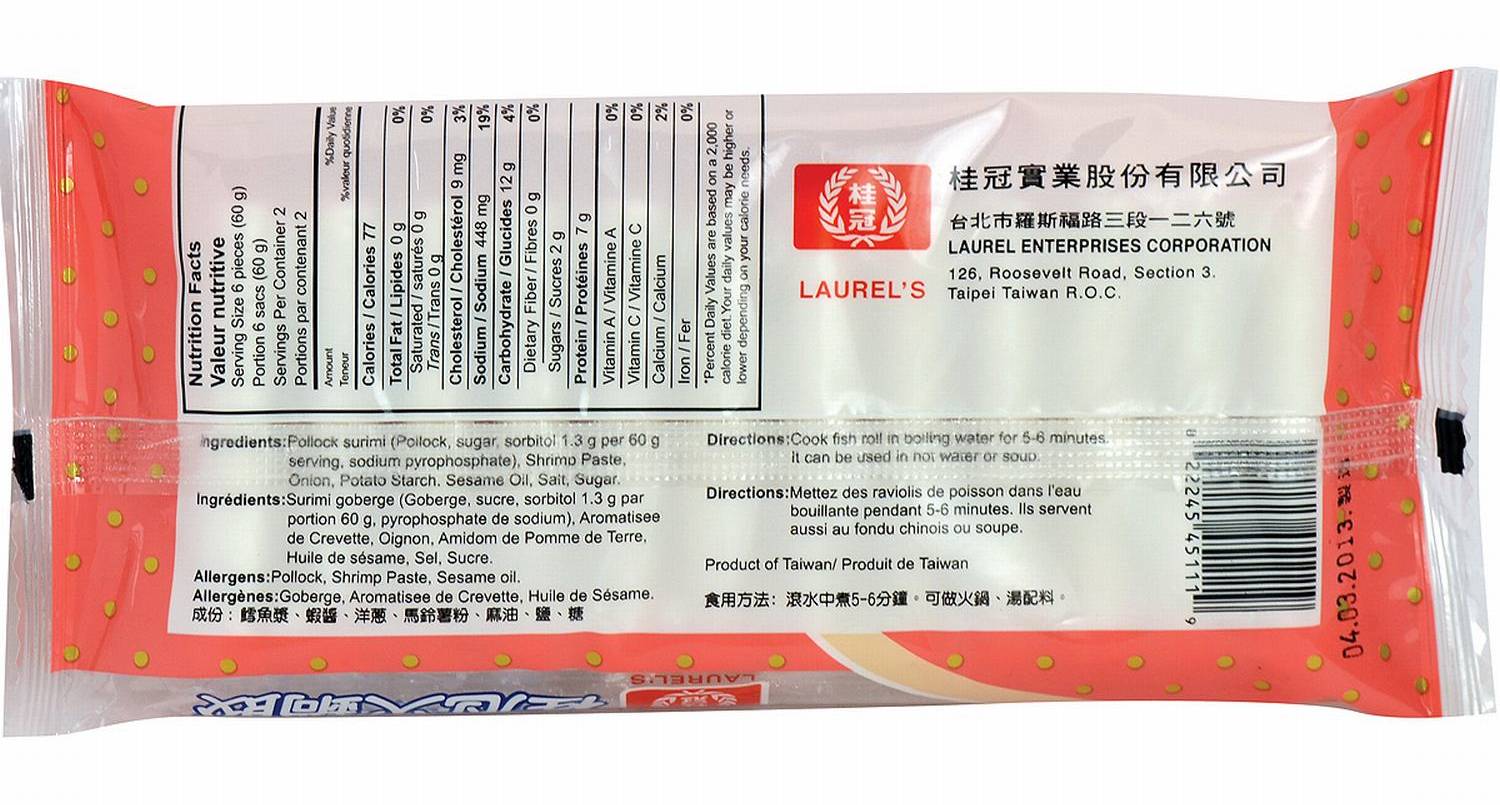 Nutrition Facts
Valeur nutritive
Serving Size 6 pieces (60 g)
Portion 6 sacs (60 g)
Servings Per Container 2
Portions par contenant 2
Amount %Daily Value
Teneur %valeur quotidienne
Calories / Calories 77
Total Fat / Lipides 0 g 0%
Saturated / saturés 0 g 0%
Trans /Trans 0 g
Cholesterol / Cholestérol 9 mg 3%
Sodium / Sodium 448 mg 19%
Carbohydrate / Glucides 12 g 4%
Dietary Fiber / Fibres 0 g 0%
Sugars / Sucres 2 g
Protein / Protéines 7 g
Vitamin A / Vitamine A 0%
Vitamin C / Vitamine C 0%
Calcium / Calcium 2%
Iron / Fer 0%
*Percent Daily Values are based on a 2,000
calorie diet.Your daily values may be higher or
lower depending on your calorie needs.
桂冠
LAUREL'S
桂冠實業股份有限公司
台北市羅斯福路三段一二六號
LAUREL ENTERPRISES CORPORATION
126, Roosevelt Road, Section 3.
Taipei Taiwan R.O.C.
Ingredients:Pollock surimi (Pollock, sugar, sorbitol 1.3 g per 60 g
serving, sodium pyrophosphate), Shrimp Paste,
Onion, Potato Starch, Sesame Oil, Salt, Sugar.
Ingrédients:Surimi goberge (Goberge, sucre, sorbitol 1.3 g par
portion 60 g, pyrophosphate de sodium), Aromatisee
de Crevette, Oignon, Amidom de Pomme de Terre,
Huile de sésame, Sel, Sucre.
Allergens:Pollock, Shrimp Paste, Sesame oil.
Allergènes:Goberge, Aromatisee de Crevette, Huile de Sésame.
成份：鱈魚漿、蝦醬、洋蔥、馬鈴薯粉、麻油、鹽、糖
Directions:Cook fish roll in boiling water for 5-6 minutes.
it can be used in hot water or soup.
Directions:Mettez des raviolis de poisson dans l'eau
bouillante pendant 5-6 minutes. Ils servent
aussi au fondu chinois ou soupe.
Product of Taiwan/ Produit de Taiwan
食用方法：滾水中煮5-6分鐘。可做火鍋、湯配料。
0 22245 45111 9
04.03.2013.製
LAUREL'S
桂冠